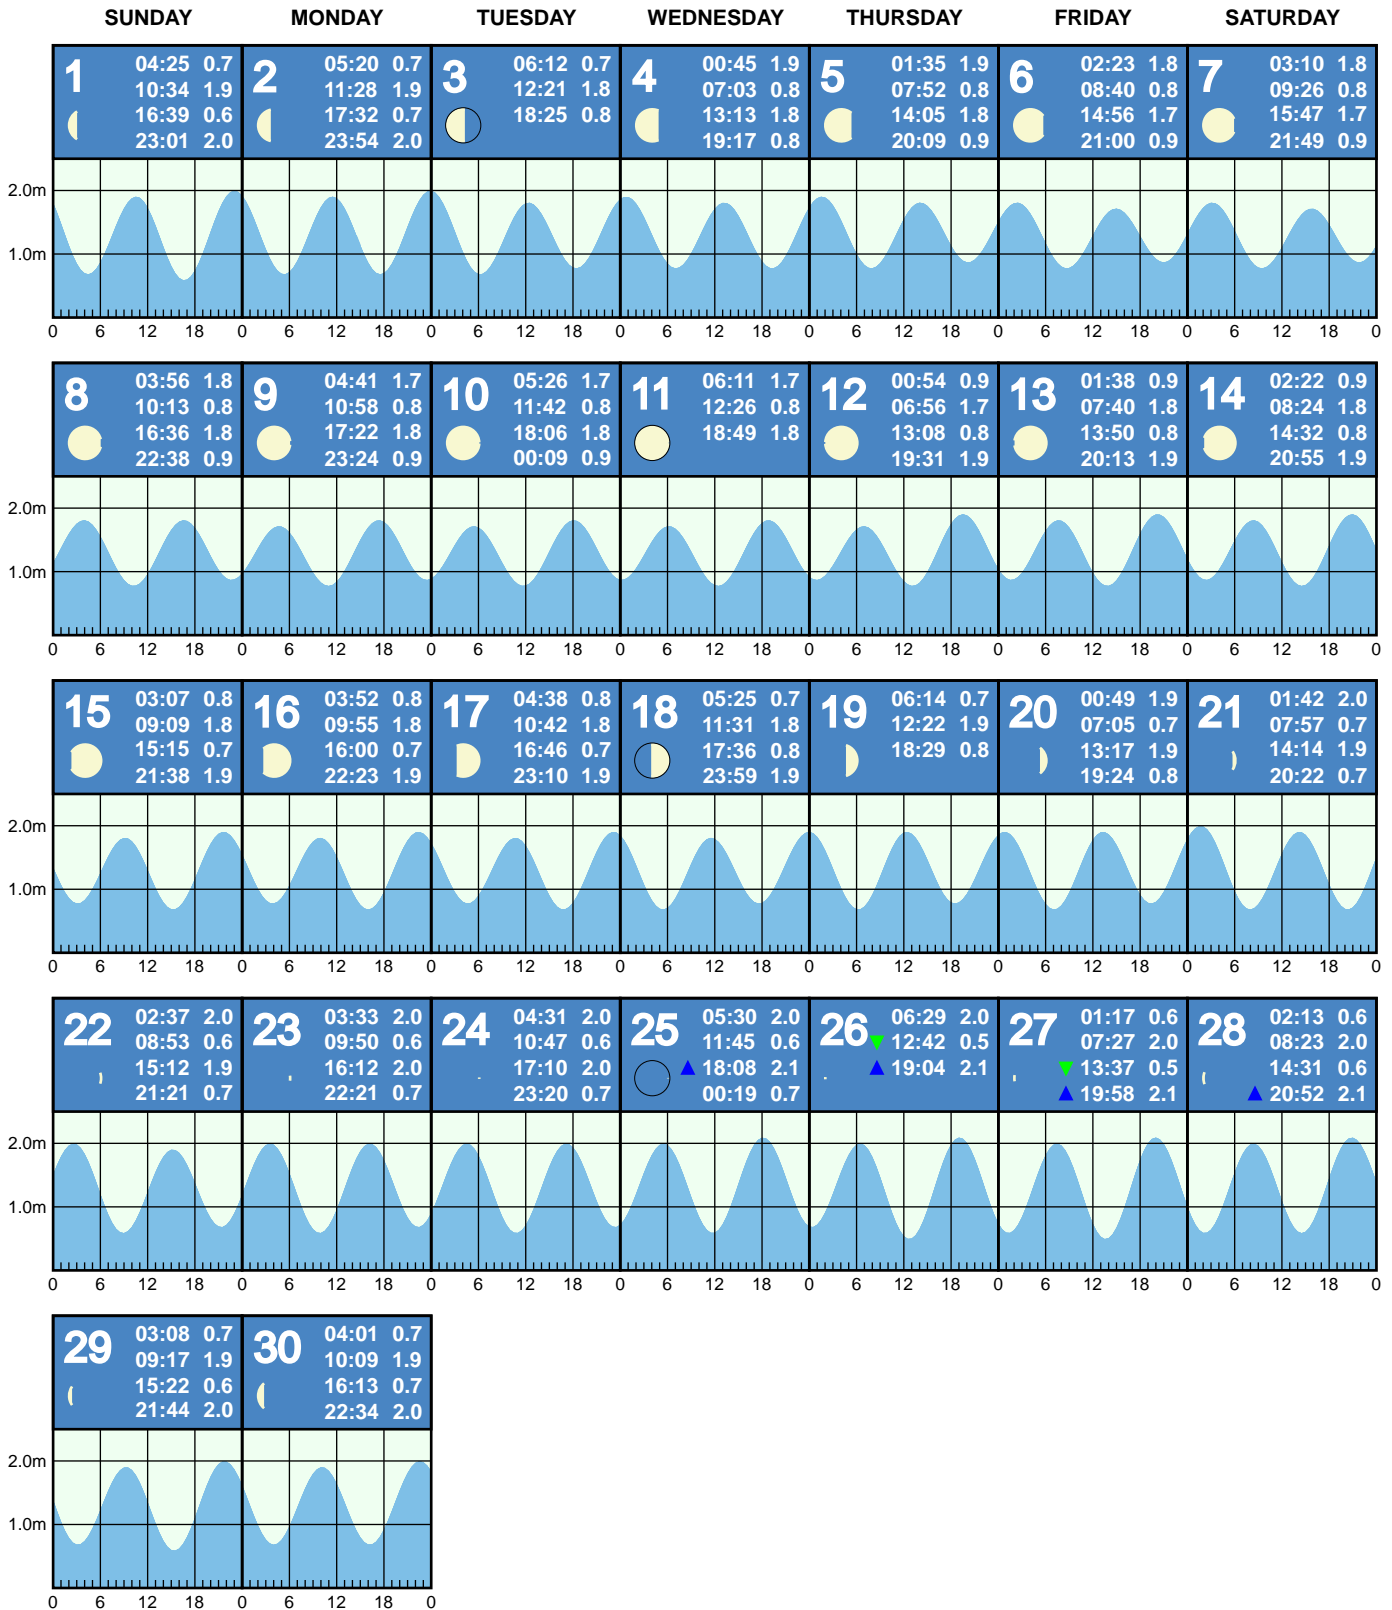 SUNDAY MONDAY TUESDAY WEDNESDAY THURSDAY FRIDAY SATURDAY
1 04:25 0.7
10:34 1.9
16:39 0.6
23:01 2.0
2 05:20 0.7
11:28 1.9
17:32 0.7
23:54 2.0
3 06:12 0.7
12:21 1.8
18:25 0.8
4 00:45 1.9
07:03 0.8
13:13 1.8
19:17 0.8
5 01:35 1.9
07:52 0.8
14:05 1.8
20:09 0.9
6 02:23 1.8
08:40 0.8
14:56 1.7
21:00 0.9
7 03:10 1.8
09:26 0.8
15:47 1.7
21:49 0.9
2.0m
1.0m
0 6 12 18 0 6 12 18 0 6 12 18 0 6 12 18 0 6 12 18 0 6 12 18 0 6 12 18 0
8 03:56 1.8
10:13 0.8
16:36 1.8
22:38 0.9
9 04:41 1.7
10:58 0.8
17:22 1.8
23:24 0.9
10 05:26 1.7
11:42 0.8
18:06 1.8
00:09 0.9
11 06:11 1.7
12:26 0.8
18:49 1.8
12 00:54 0.9
06:56 1.7
13:08 0.8
19:31 1.9
13 01:38 0.9
07:40 1.8
13:50 0.8
20:13 1.9
14 02:22 0.9
08:24 1.8
14:32 0.8
20:55 1.9
2.0m
1.0m
0 6 12 18 0 6 12 18 0 6 12 18 0 6 12 18 0 6 12 18 0 6 12 18 0 6 12 18 0
15 03:07 0.8
09:09 1.8
15:15 0.7
21:38 1.9
16 03:52 0.8
09:55 1.8
16:00 0.7
22:23 1.9
17 04:38 0.8
10:42 1.8
16:46 0.7
23:10 1.9
18 05:25 0.7
11:31 1.8
17:36 0.8
23:59 1.9
19 06:14 0.7
12:22 1.9
18:29 0.8
20 00:49 1.9
07:05 0.7
13:17 1.9
19:24 0.8
21 01:42 2.0
07:57 0.7
14:14 1.9
20:22 0.7
2.0m
1.0m
0 6 12 18 0 6 12 18 0 6 12 18 0 6 12 18 0 6 12 18 0 6 12 18 0 6 12 18 0
22 02:37 2.0
08:53 0.6
15:12 1.9
21:21 0.7
23 03:33 2.0
09:50 0.6
16:12 2.0
22:21 0.7
24 04:31 2.0
10:47 0.6
17:10 2.0
23:20 0.7
25 05:30 2.0
11:45 0.6
18:08 2.1
00:19 0.7
26 06:29 2.0
12:42 0.5
19:04 2.1
27 01:17 0.6
07:27 2.0
13:37 0.5
19:58 2.1
28 02:13 0.6
08:23 2.0
14:31 0.6
20:52 2.1
2.0m
1.0m
0 6 12 18 0 6 12 18 0 6 12 18 0 6 12 18 0 6 12 18 0 6 12 18 0 6 12 18 0
29 03:08 0.7
09:17 1.9
15:22 0.6
21:44 2.0
30 04:01 0.7
10:09 1.9
16:13 0.7
22:34 2.0
2.0m
1.0m
0 6 12 18 0 6 12 18 0